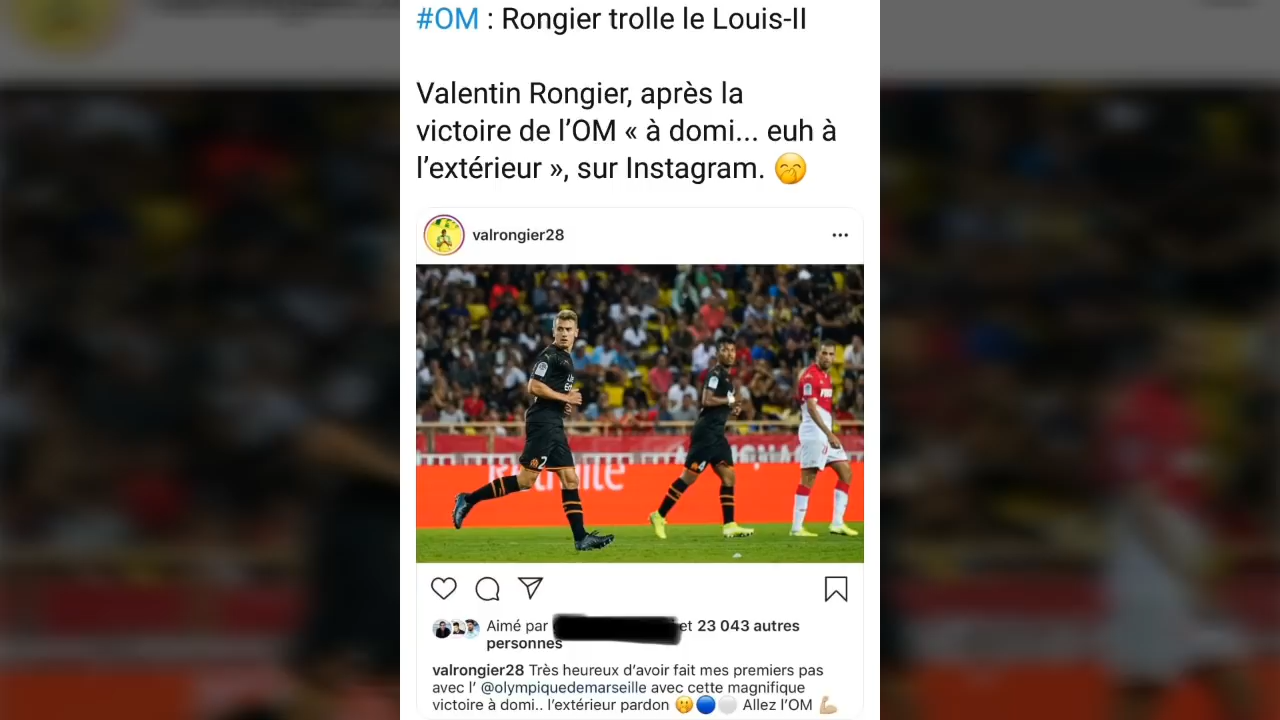 #OM : Rongier trolle le Louis-II
Valentin Rongier, après la
victoire de l’OM « à domi... euh à
l’extérieur », sur Instagram. 🤭
valrongier28
2
Aimé par et 23 043 autres
personnes
valrongier28 Très heureux d’avoir fait mes premiers pas
avec l’ @olympiquedemarseille avec cette magnifique
victoire à domi.. l’extérieur pardon 🤭🔵⚪ Allez l’OM 💪🏼